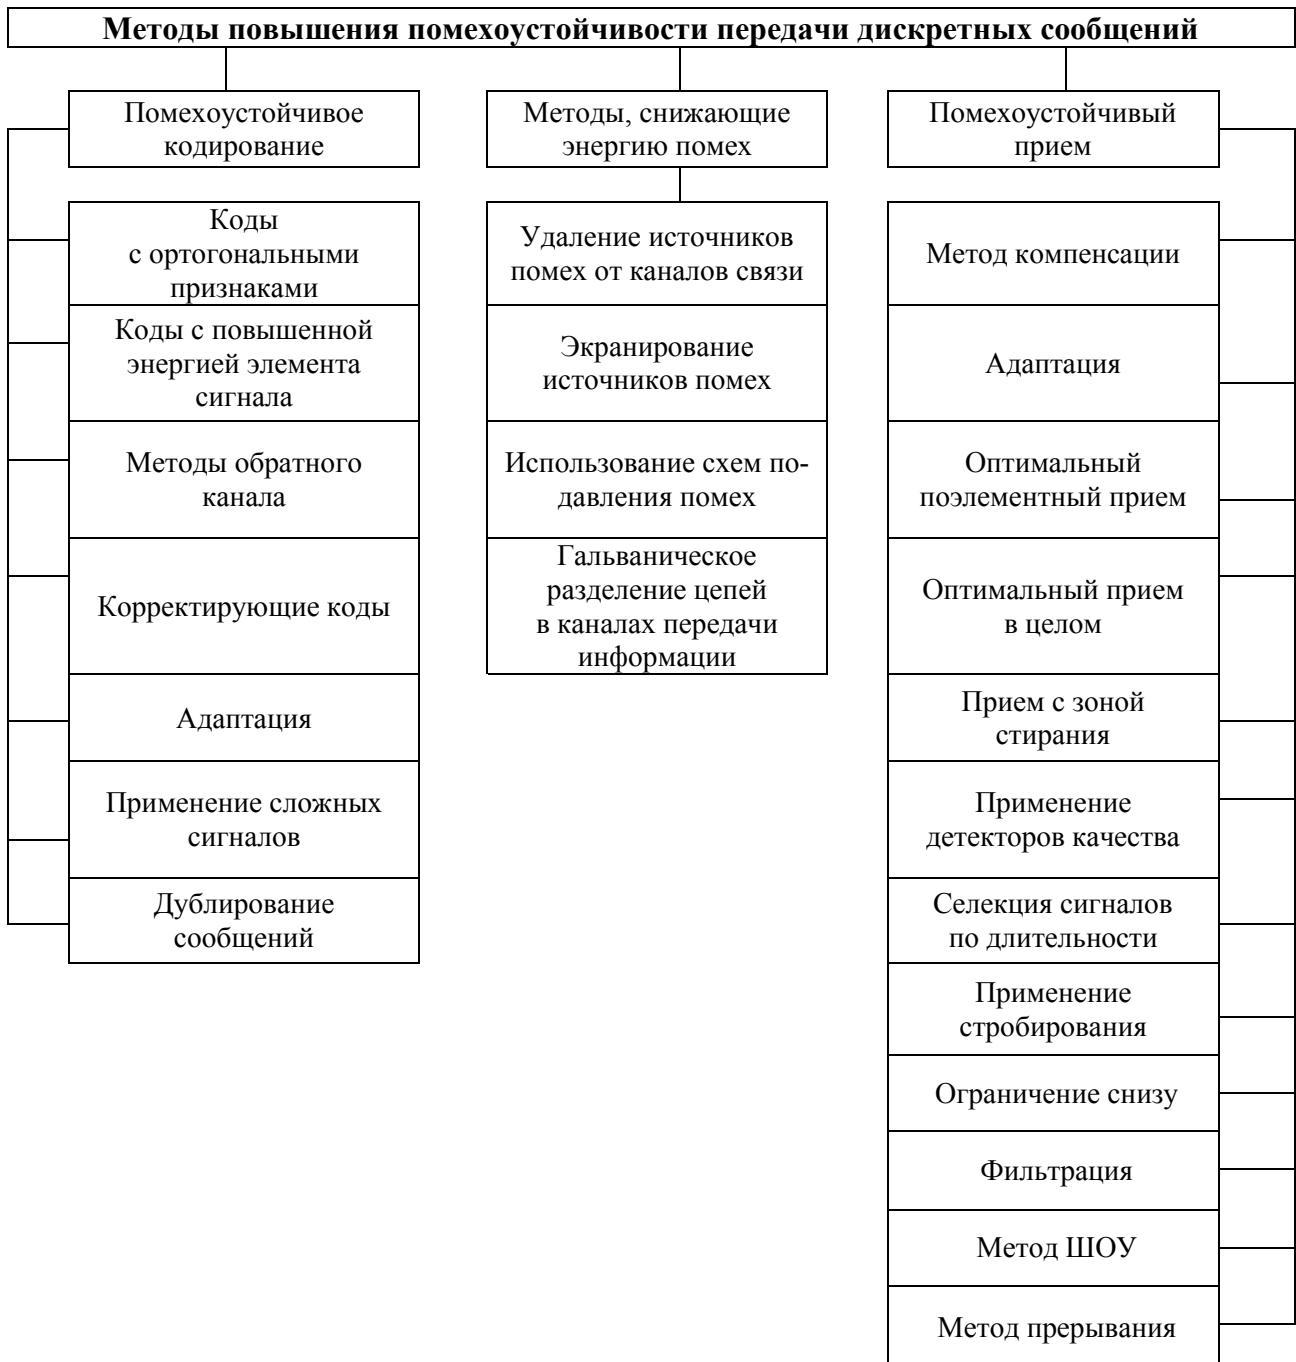 Методы повышения помехоустойчивости передачи дискретных сообщений
Помехоустойчивое
кодирование
Коды
с ортогональными
признаками
Коды с повышенной
энергией элемента
сигнала
Методы обратного
канала
Корректирующие коды
Адаптация
Применение сложных
сигналов
Дублирование
сообщений
Методы, снижающие
энергию помех
Удаление источников
помех от каналов связи
Экранирование
источников помех
Использование схем по-
давления помех
Гальваническое
разделение цепей
в каналах передачи
информации
Помехоустойчивый
прием
Метод компенсации
Адаптация
Оптимальный
поэлементный прием
Оптимальный прием
в целом
Прием с зоной
стирания
Применение
детекторов качества
Селекция сигналов
по длительности
Применение
стробирования
Ограничение снизу
Фильтрация
Метод ШОУ
Метод прерывания